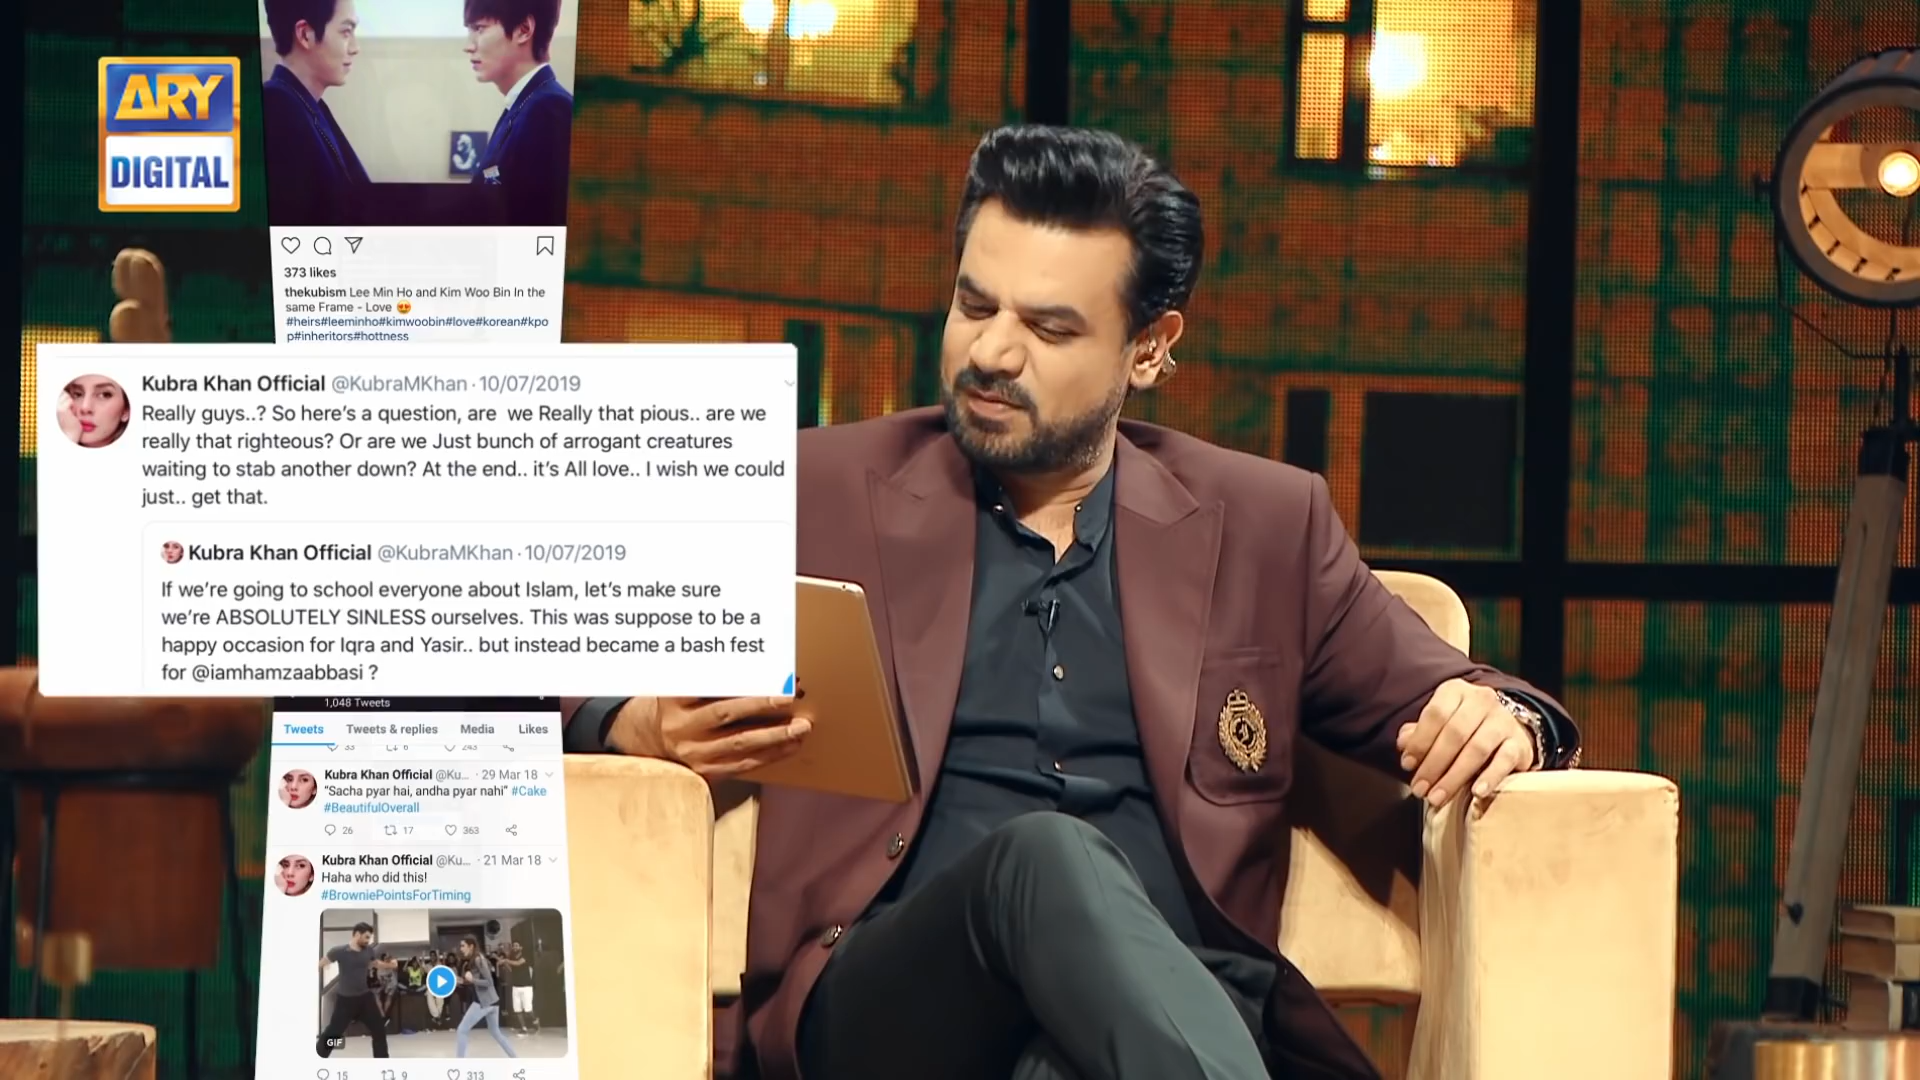 ARY
DIGITAL
373 likes
thekubism Lee Min Ho and Kim Woo Bin In the
same Frame - Love 😍
#heirs#leeminho#kimwoobin#love#korean#kpo
p#inheritors#hottness
Kubra Khan Official @KubraMKhan · 10/07/2019
Really guys..? So here's a question, are we Really that pious.. are we
really that righteous? Or are we Just bunch of arrogant creatures
waiting to stab another down? At the end.. it's All love.. I wish we could
just.. get that.
Kubra Khan Official @KubraMKhan · 10/07/2019
If we're going to school everyone about Islam, let's make sure
we're ABSOLUTELY SINLESS ourselves. This was suppose to be a
happy occasion for Iqra and Yasir.. but instead became a bash fest
for @iamhamzaabbasi ?
1,048 Tweets
Tweets Tweets & replies Media Likes
Kubra Khan Official @Ku... · 29 Mar 18
"Sacha pyar hai, andha pyar nahi" #Cake
#BeautifulOverall
26 17 363
Kubra Khan Official @Ku... · 21 Mar 18
Haha who did this!
#BrowniePointsForTiming
GIF
15 9 313